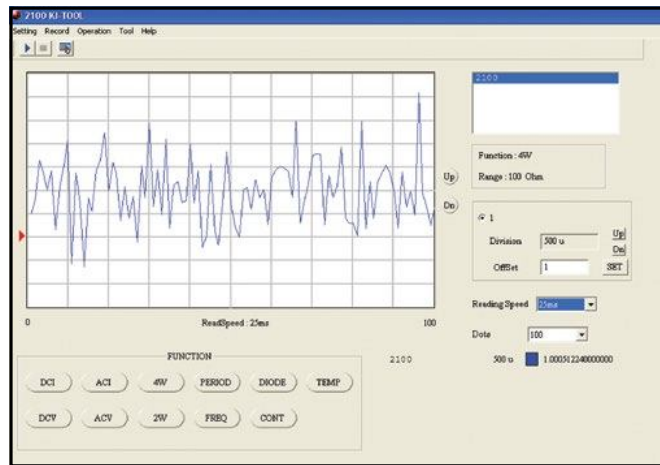 2100 KI-TOOL
Setting Record Operation Tool Help
2100
Function : 4W
Range : 100 Ohm
Up
Dn
1
Division 500 u Up
Dn
OffSet 1 SET
Reading Speed 25ms
0 ReadSpeed : 25ms 100
Dots 100
2100
500 u 1.000512240000000
FUNCTION
DCI ACI 4W PERIOD DIODE TEMP
DCV ACV 2W FREQ CONT